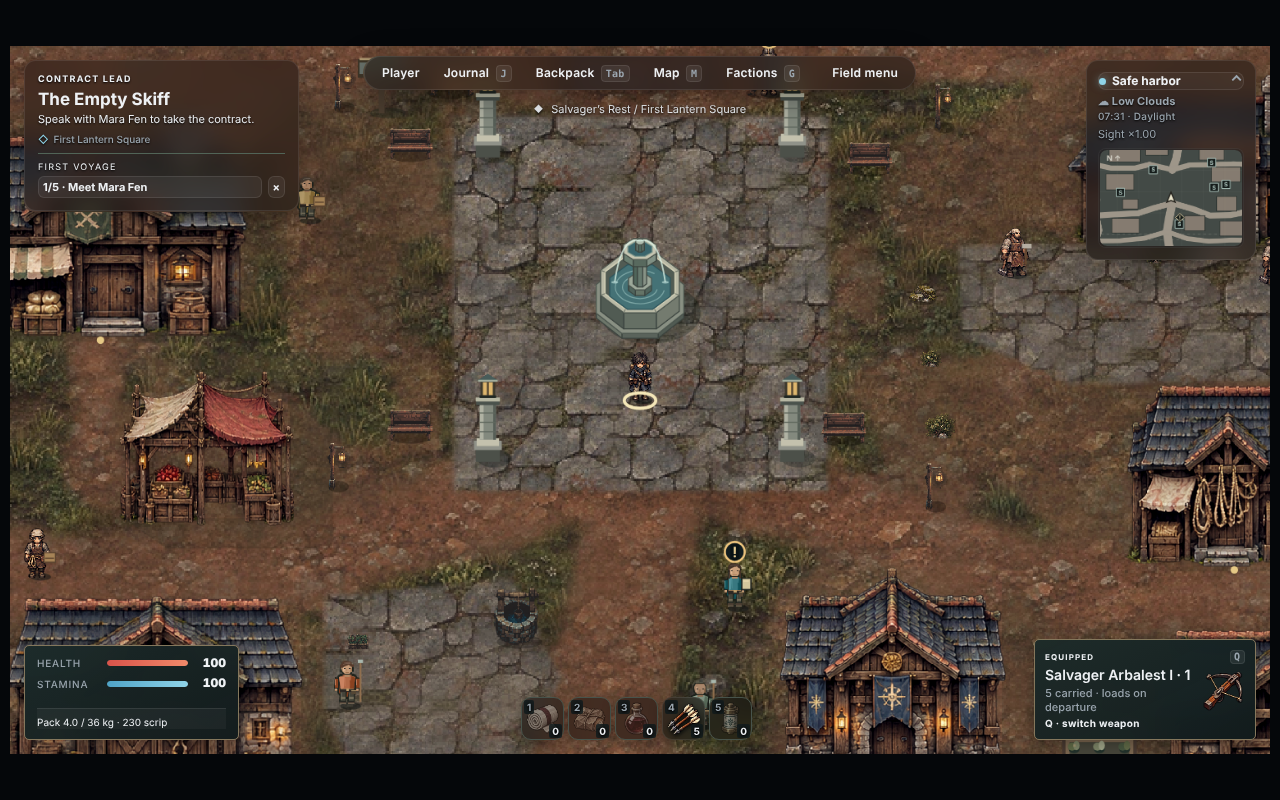 CONTRACT LEAD
The Empty Skiff
Speak with Mara Fen to take the contract.
First Lantern Square
FIRST VOYAGE
1/5 · Meet Mara Fen ×
Player Journal J Backpack Tab Map M Factions G Field menu
◆ Salvager's Rest / First Lantern Square
Safe harbor
Low Clouds
07:31 · Daylight
Sight ×1.00
N
S
S
S
S
S
S
!
HEALTH 100
STAMINA 100
Pack 4.0 / 36 kg · 230 scrip
1 0
2 0
3 0
4 5
5 0
EQUIPPED Q
Salvager Arbalest I · 1
5 carried · loads on
departure
Q · switch weapon